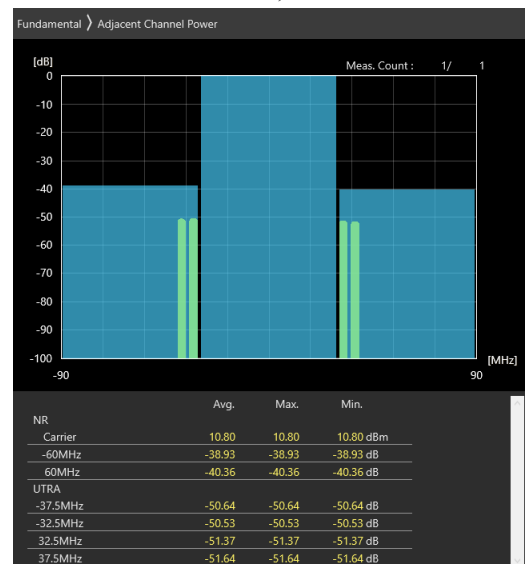 Fundamental 〉 Adjacent Channel Power
[dB]
Meas. Count : 1/ 1
0
-10
-20
-30
-40
-50
-60
-70
-80
-90
-100
[MHz]
-90 90
Avg. Max. Min.
NR
Carrier 10.80 10.80 10.80 dBm
-60MHz -38.93 -38.93 -38.93 dB
60MHz -40.36 -40.36 -40.36 dB
UTRA
-37.5MHz -50.64 -50.64 -50.64 dB
-32.5MHz -50.53 -50.53 -50.53 dB
32.5MHz -51.37 -51.37 -51.37 dB
37.5MHz -51.64 -51.64 -51.64 dB